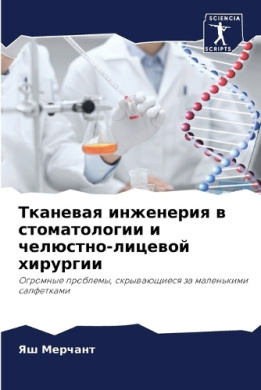 SCIENCIA
SCRIPTS
Тканевая инженерия в
стоматологии и
челюстно-лицевой
хирургии
Огромные проблемы, скрывающиеся за маленькими
салфетками
Яш Мерчант